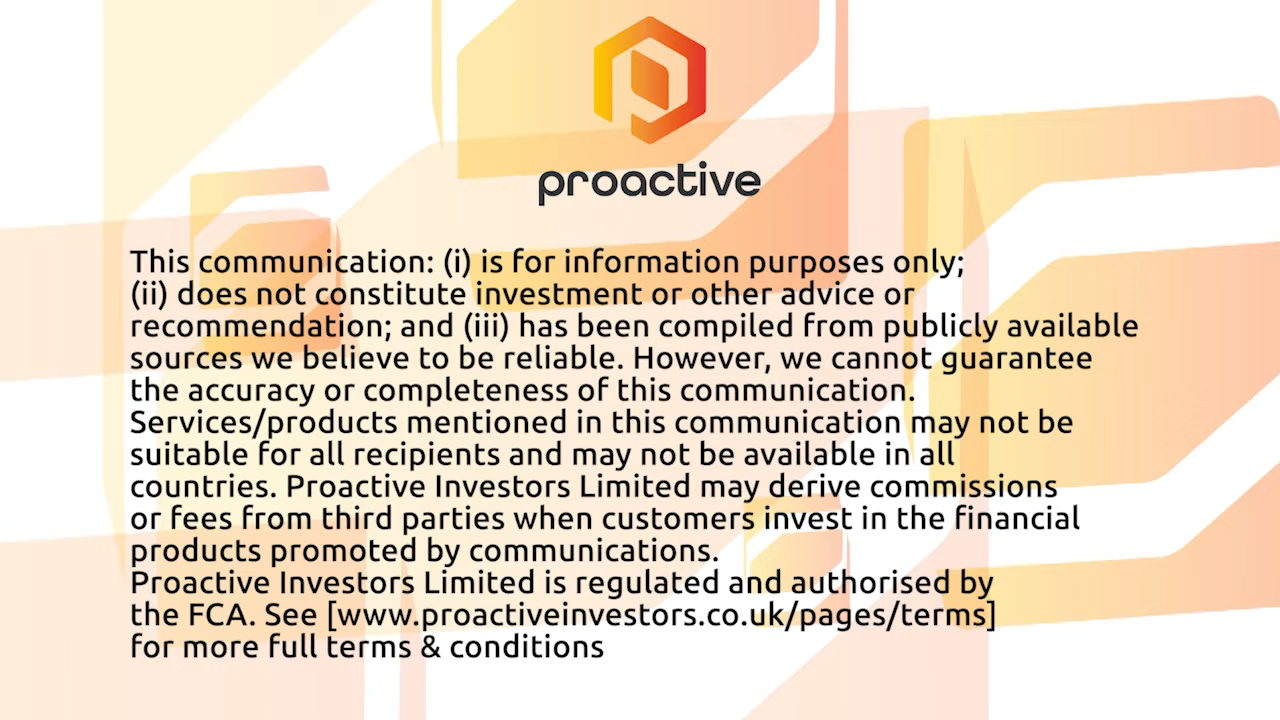 proactive
This communication: (i) is for information purposes only;
(ii) does not constitute investment or other advice or
recommendation; and (iii) has been compiled from publicly available
sources we believe to be reliable. However, we cannot guarantee
the accuracy or completeness of this communication.
Services/products mentioned in this communication may not be
suitable for all recipients and may not be available in all
countries. Proactive Investors Limited may derive commissions
or fees from third parties when customers invest in the financial
products promoted by communications.
Proactive Investors Limited is regulated and authorised by
the FCA. See [www.proactiveinvestors.co.uk/pages/terms]
for more full terms & conditions